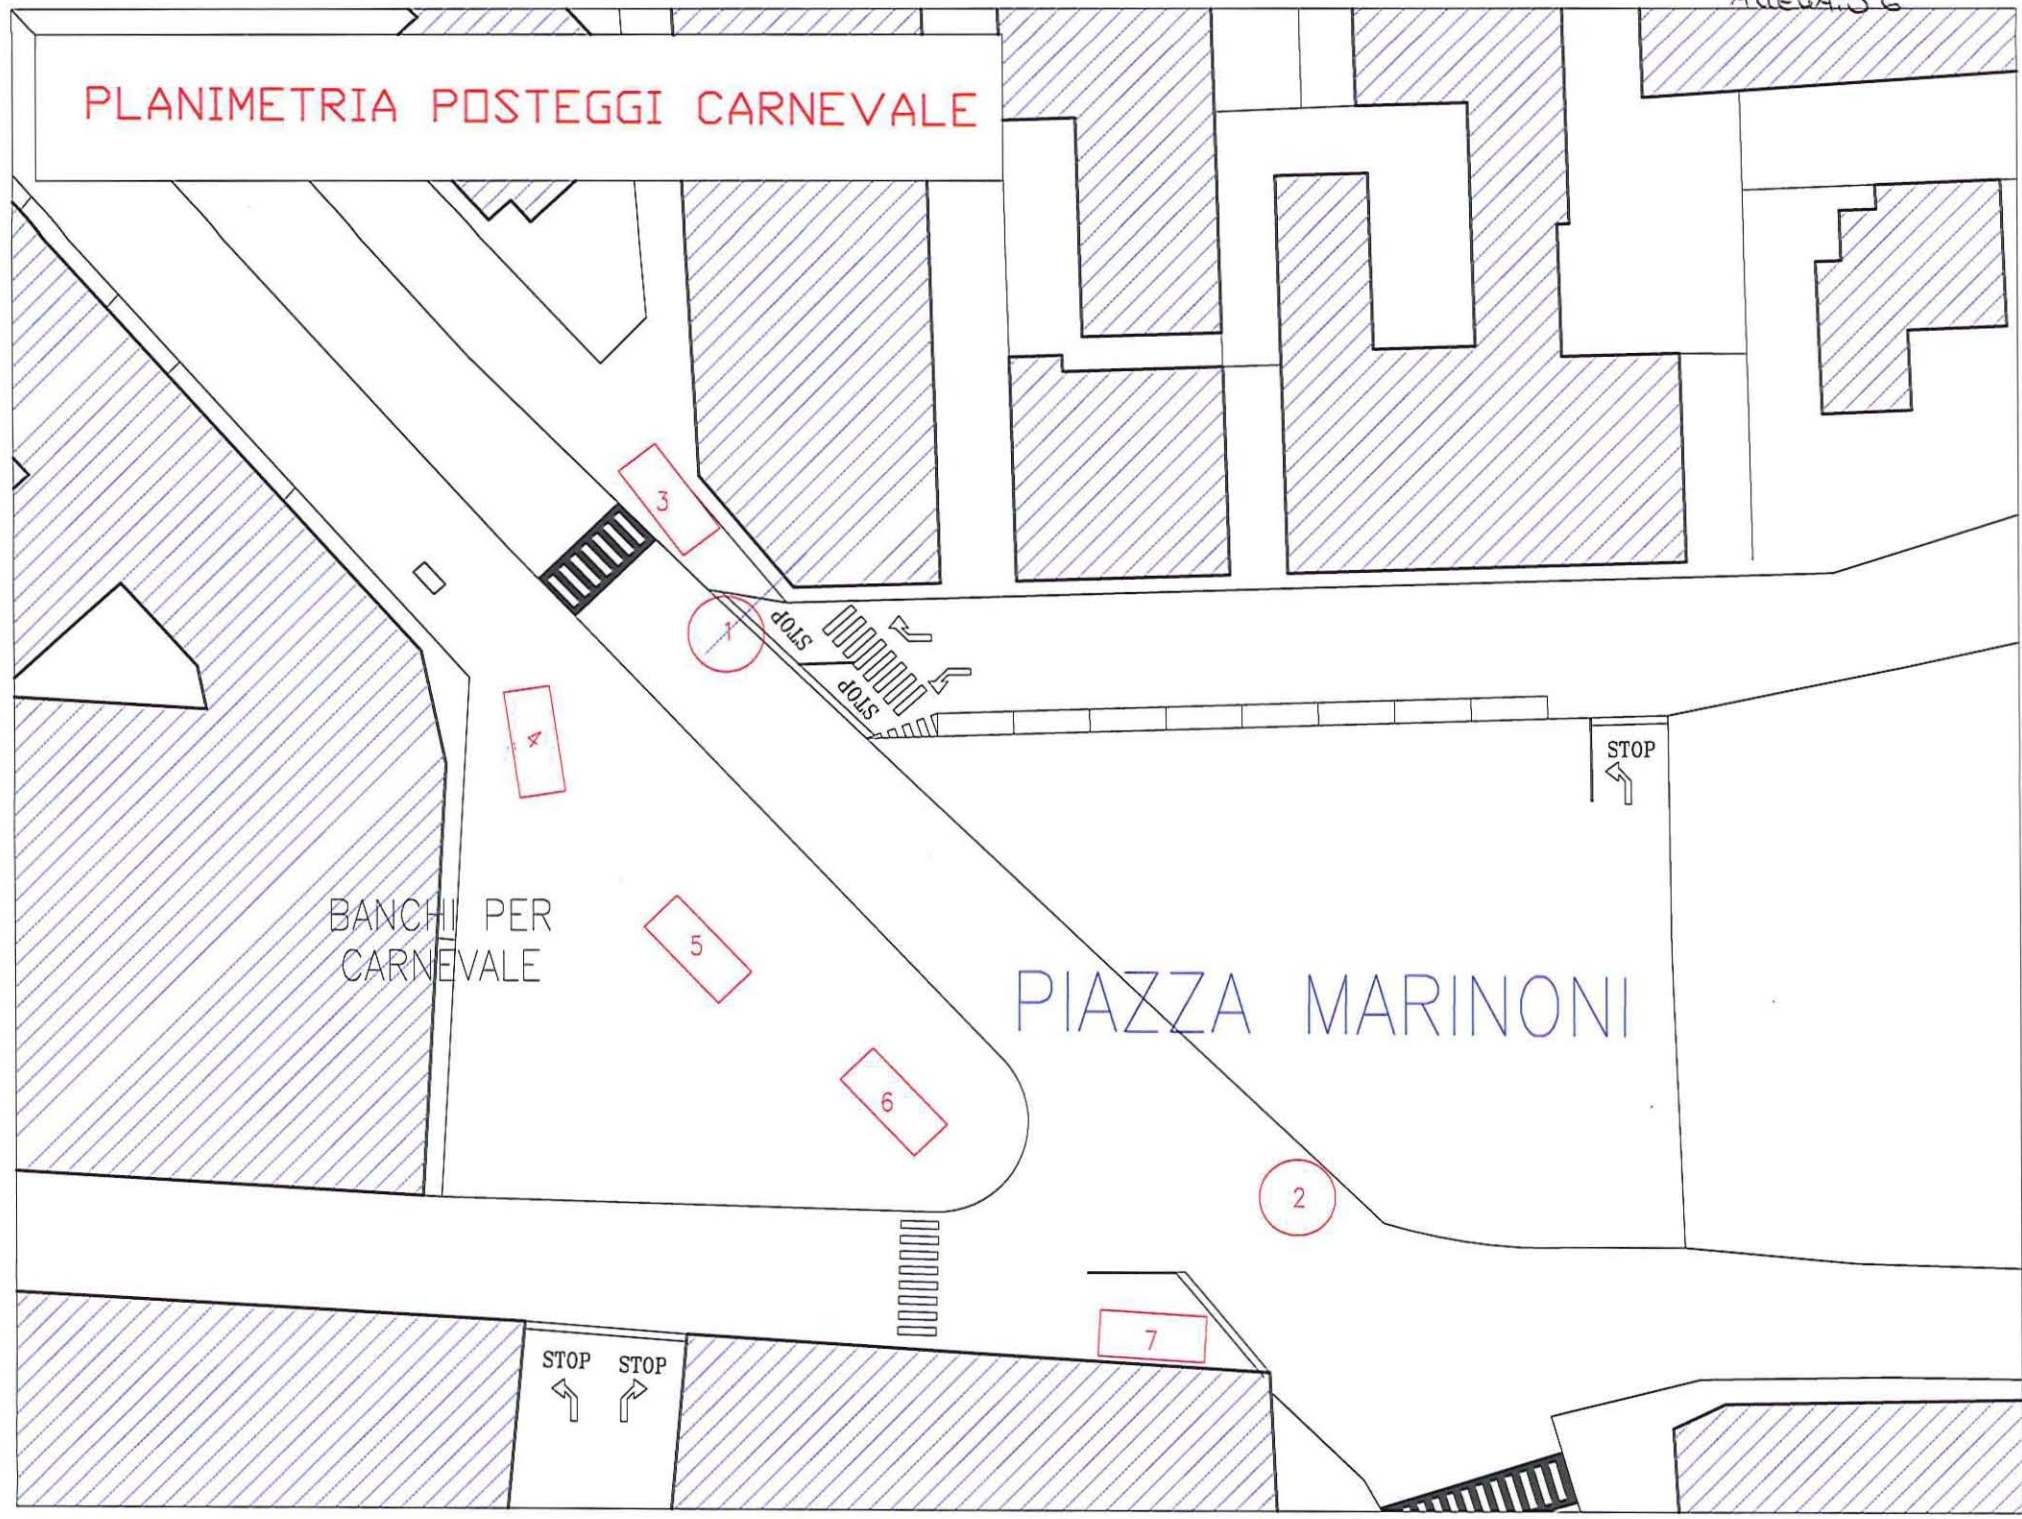 PLANIMETRIA POSTEGGI CARNEVALE
3
1
STOP
STOP
4
STOP
BANCHI PER
CARNEVALE
5
PIAZZA MARINONI
6
2
7
STOP STOP